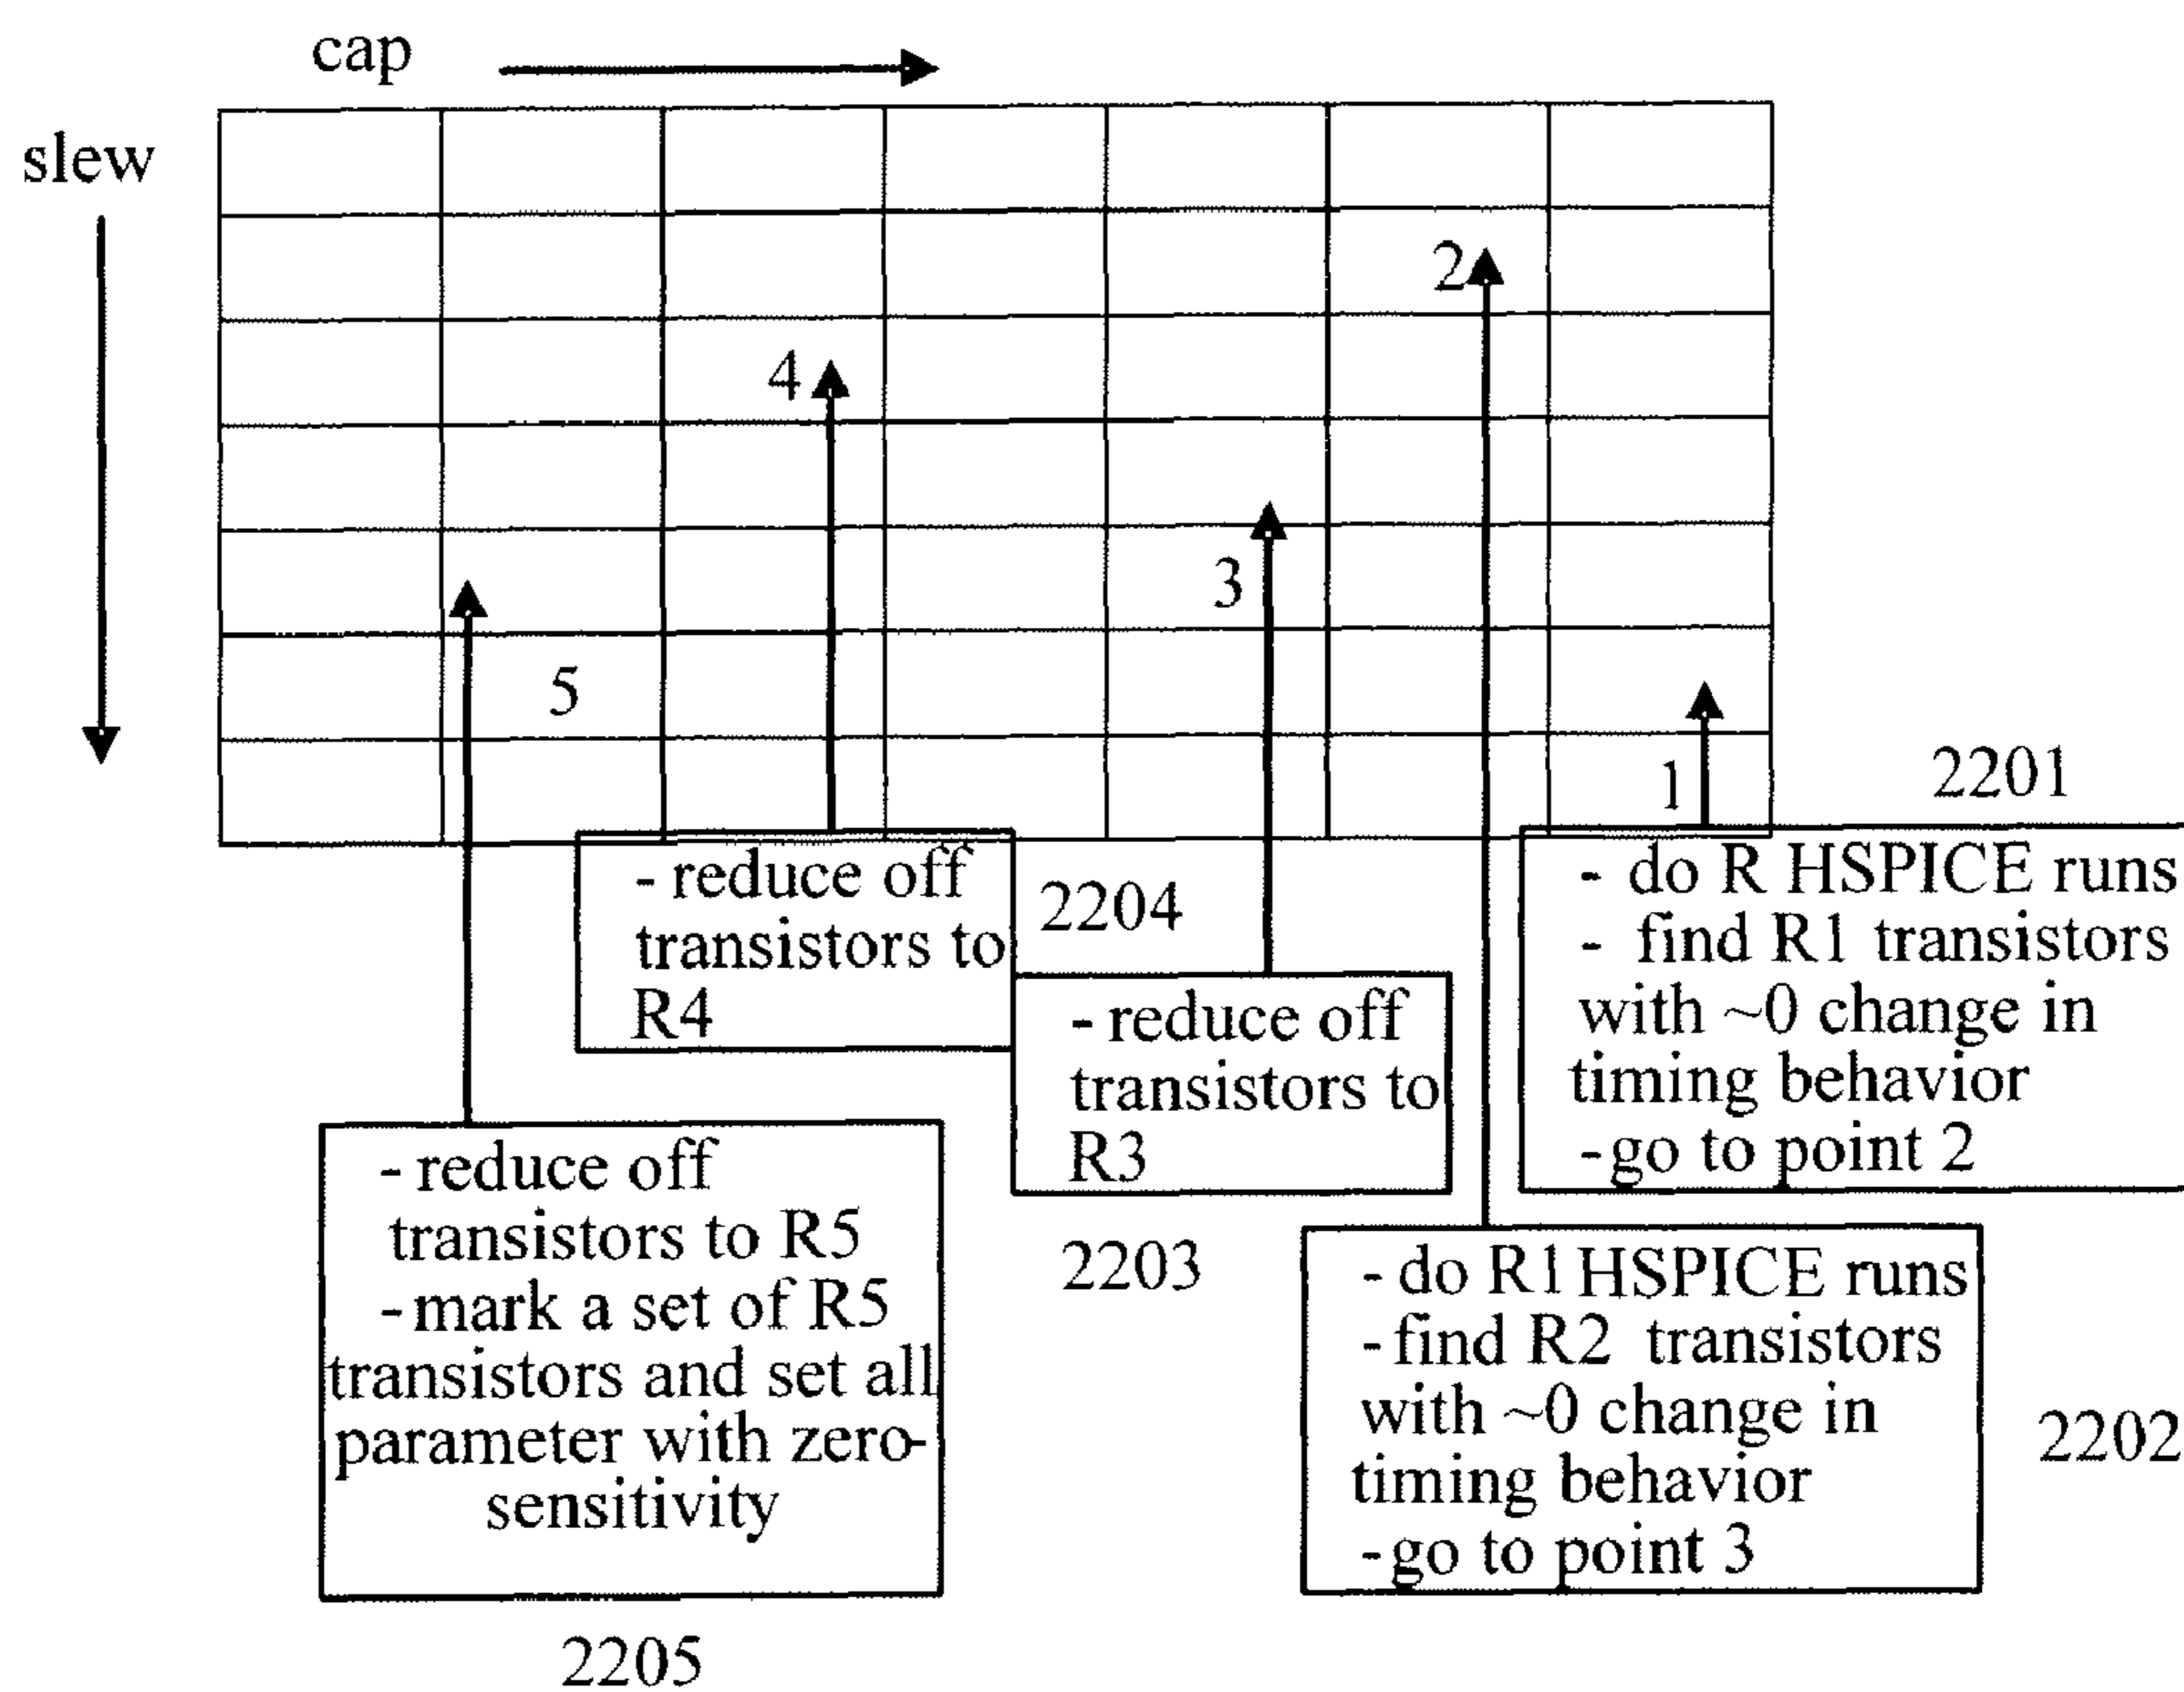 cap
slew
2
4
3
5
1
2201
- reduce off
transistors to
R4
2204
- do R HSPICE runs
- find R1 transistors
with ~0 change in
timing behavior
- go to point 2
- reduce off
transistors to
R3
2203
- reduce off
transistors to R5
- mark a set of R5
transistors and set all
parameter with zero-
sensitivity
2205
- do R1 HSPICE runs
- find R2 transistors
with ~0 change in
timing behavior
- go to point 3
2202